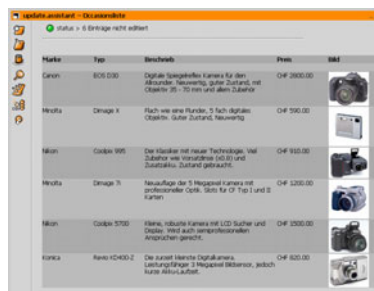 update.assistant – Occasionsliste
status > 6 Einträge nicht editiert
Marke Typ Beschrieb Preis Bild
Canon EOS D30 Digitale Spiegelreflex Kamera für den CHF 2800.00
Allrounder. Neuwertig, guter Zustand, mit
Objektiv 35 - 70 mm und allem Zubehör
Minolta Dimage X Flach wie eine Flunder, 5 fach digitales CHF 590.00
Objektiv. Guter Zustand, Neuwertig
Nikon Coolpix 995 Der Klassiker mit neuer Technologie. Viel CHF 910.00
Zubehör wie Vorsatzlinse (x0.8) und
Zusatzakku. Zustand gebraucht.
Minolta Dimage 7i Neuauflage der 5 Megapixel Kamera mit CHF 1200.00
professioneller Optik. Slots für CF Typ I und II
Karten
Nikon Coolpix 5700 Kleine, robuste Kamera mit LCD Sucher und CHF 1500.00
Display. Wird auch semiprofessionellen
Ansprüchen gerecht.
Konica Revio KD400-Z Die zurzeit kleinste Digitalkamera. CHF 820.00
Leistungsfähiger 3 Megapixel Bildsensor, jedoch
kurze Akku-Laufzeit.